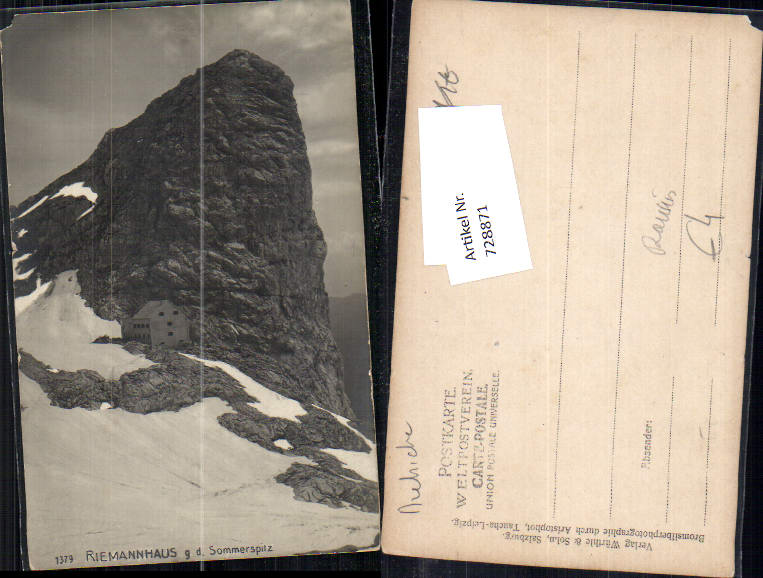 1379 RIEMANNHAUS g d. Sommerspitz
Artikel Nr.
728871
POSTKARTE.
WELTPOSTVEREIN.
CARTE-POSTALE.
UNION POSTALE UNIVERSELLE.
Absender:
Verlag Würthle & Sohn, Salzburg.
Bromsilberphotographie durch Aristophot, Taucha-Leipzig.